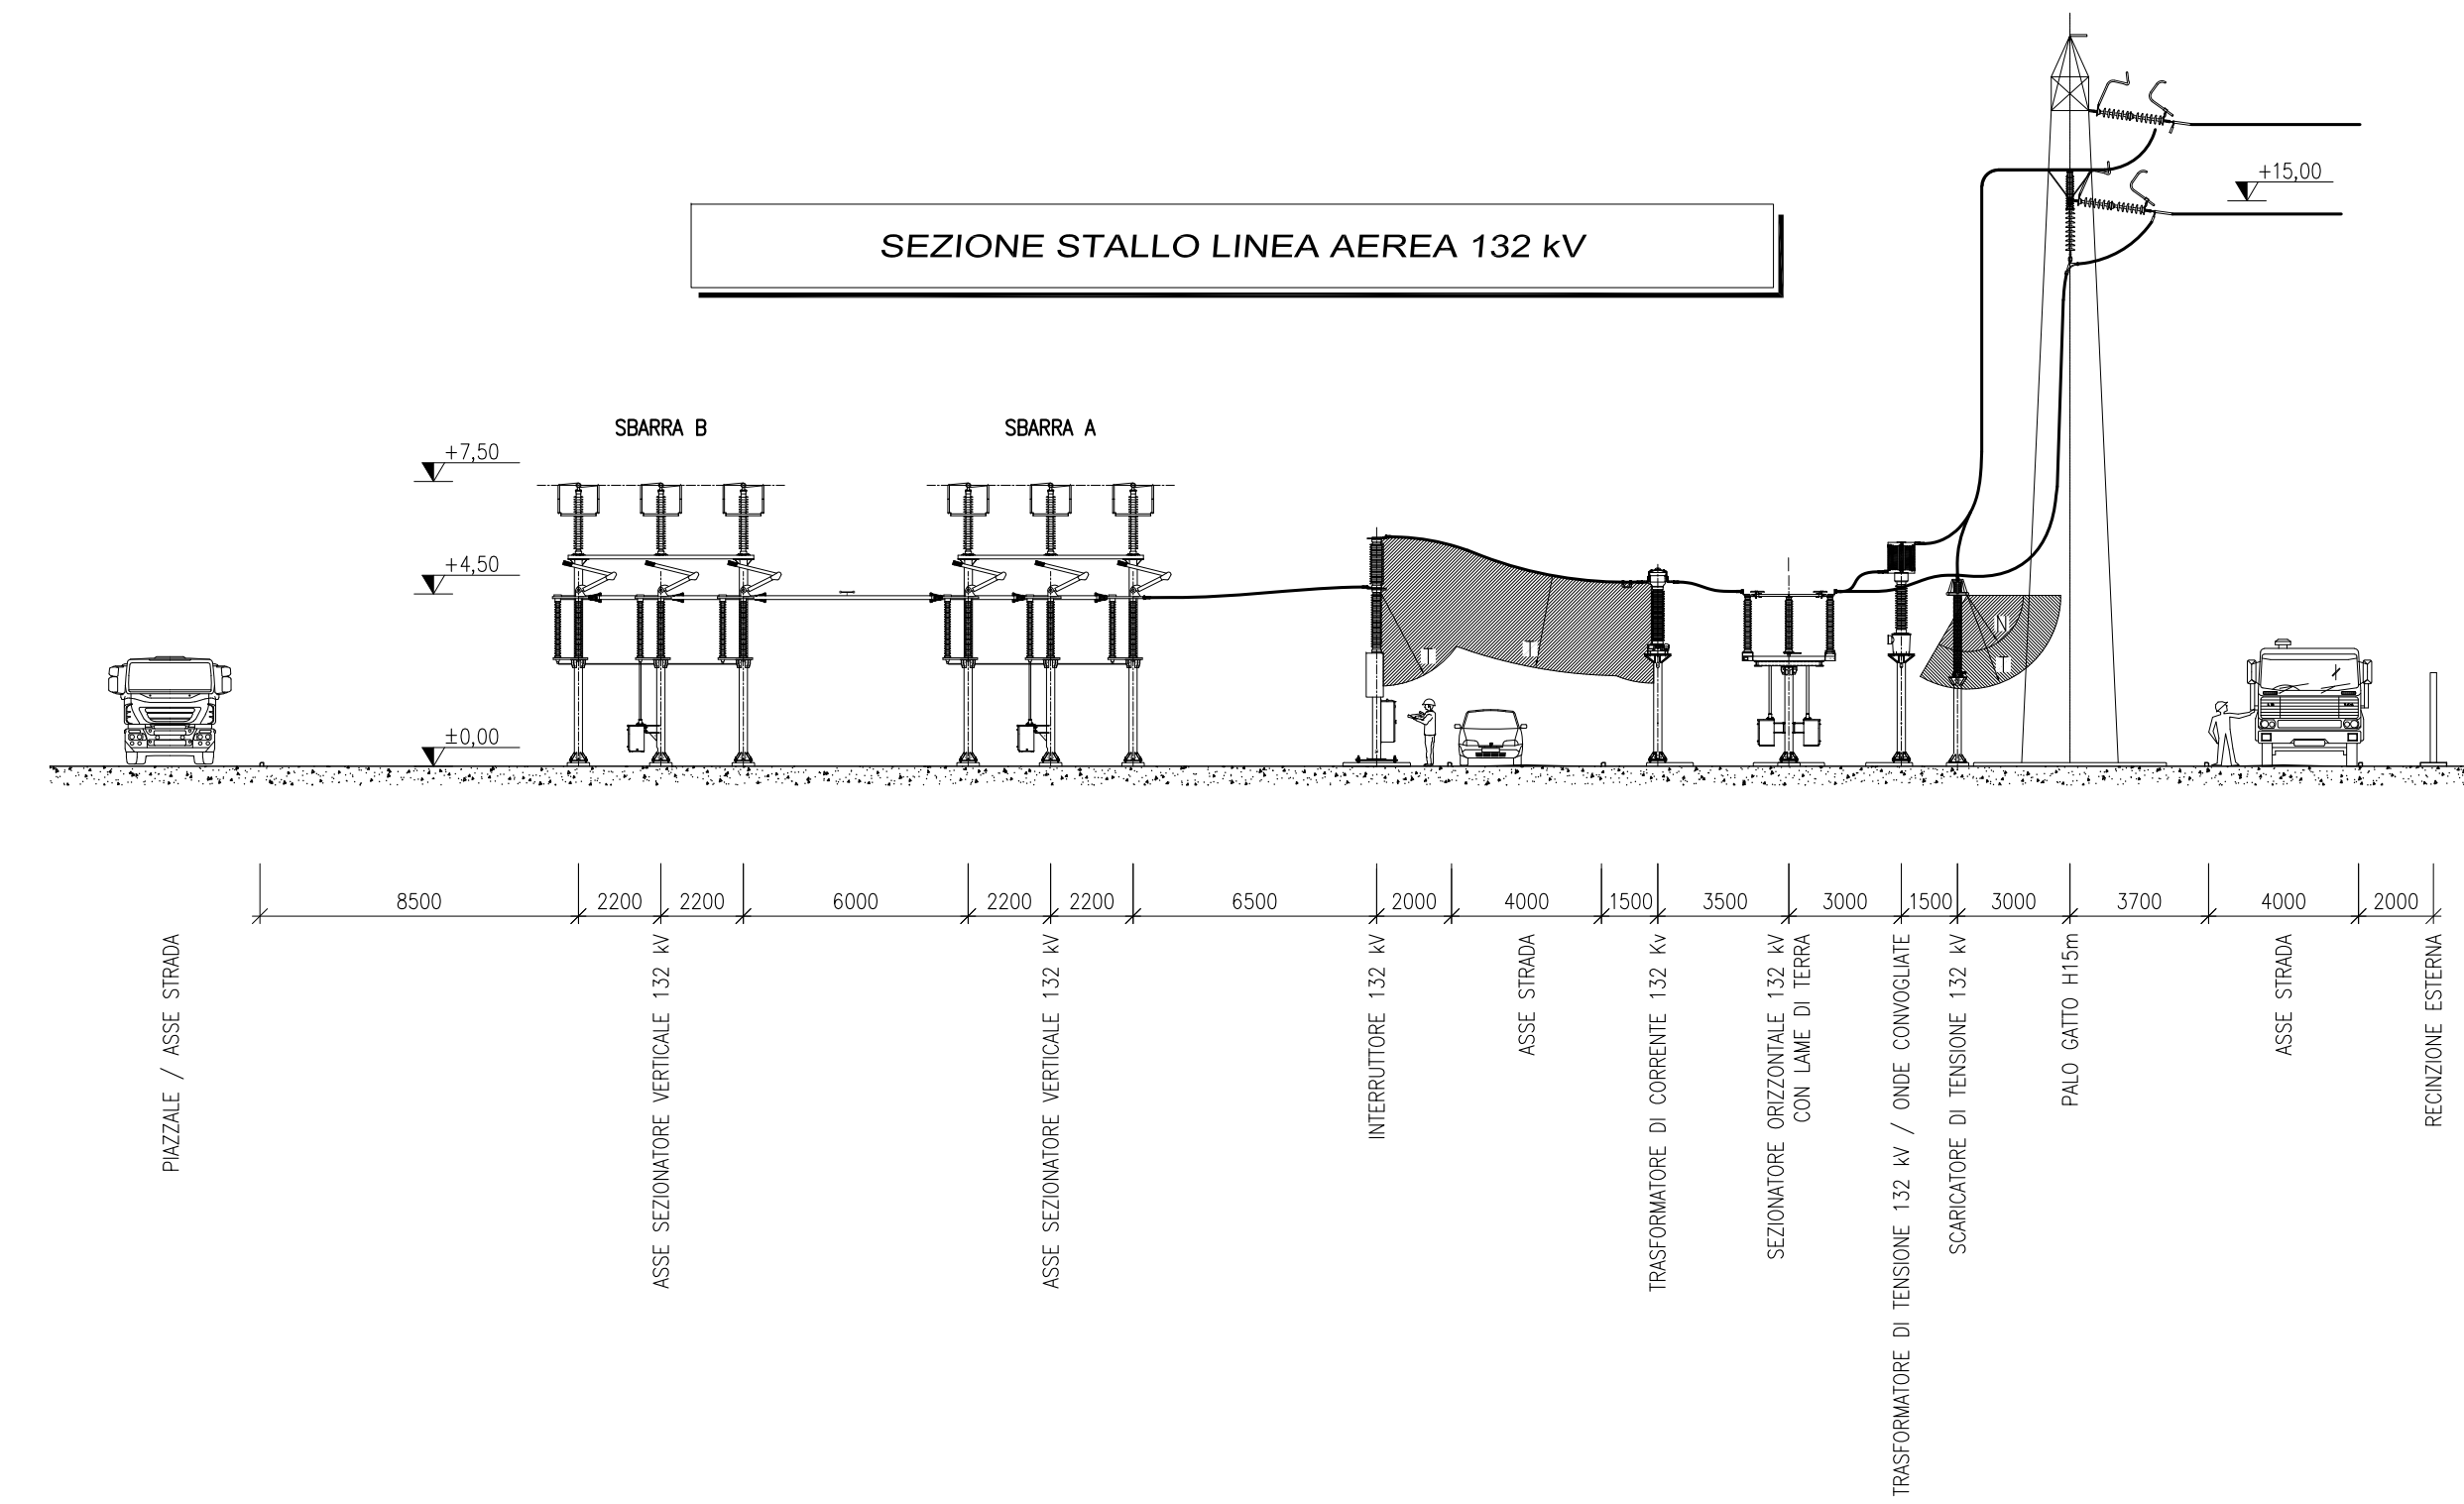 +15,00
SEZIONE STALLO LINEA AEREA 132 kV
SBARRA B
SBARRA A
+7,50
+4,50
N
T
T
T
±0,00
8500
2200
2200
6000
2200
2200
6500
2000
4000
1500
3500
3000
1500
3000
3700
4000
2000
PIAZZALE / ASSE STRADA
ASSE SEZIONATORE VERTICALE 132 kV
ASSE SEZIONATORE VERTICALE 132 kV
INTERRUTTORE 132 kV
ASSE STRADA
TRASFORMATORE DI CORRENTE 132 Kv
SEZIONATORE ORIZZONTALE 132 kV
CON LAME DI TERRA
TRASFORMATORE DI TENSIONE 132 kV / ONDE CONVOGLIATE
SCARICATORE DI TENSIONE 132 kV
PALO GATTO H15m
ASSE STRADA
RECINZIONE ESTERNA